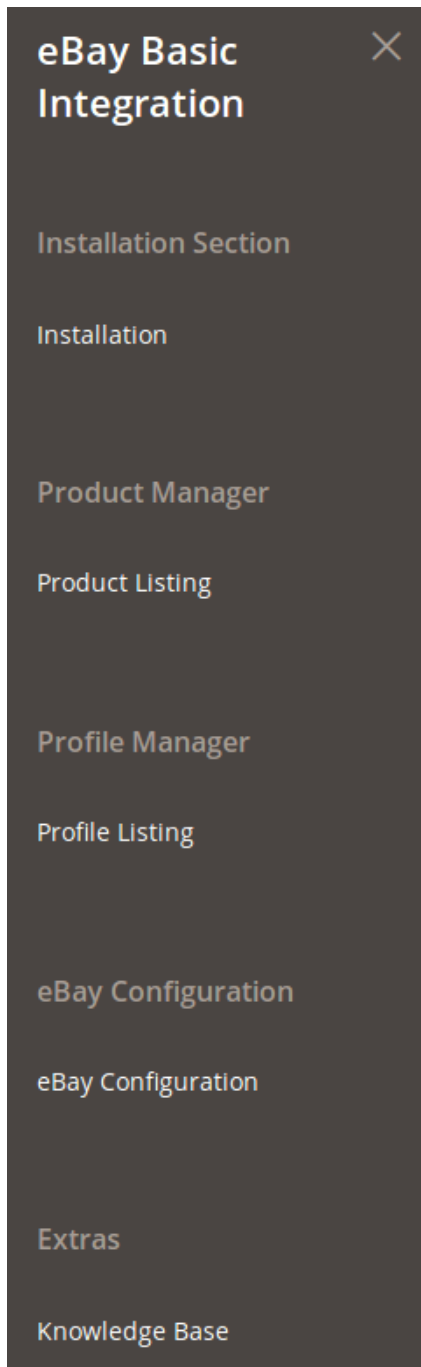 eBay Basic
Integration
Installation Section
Installation
Product Manager
Product Listing
Profile Manager
Profile Listing
eBay Configuration
eBay Configuration
Extras
Knowledge Base